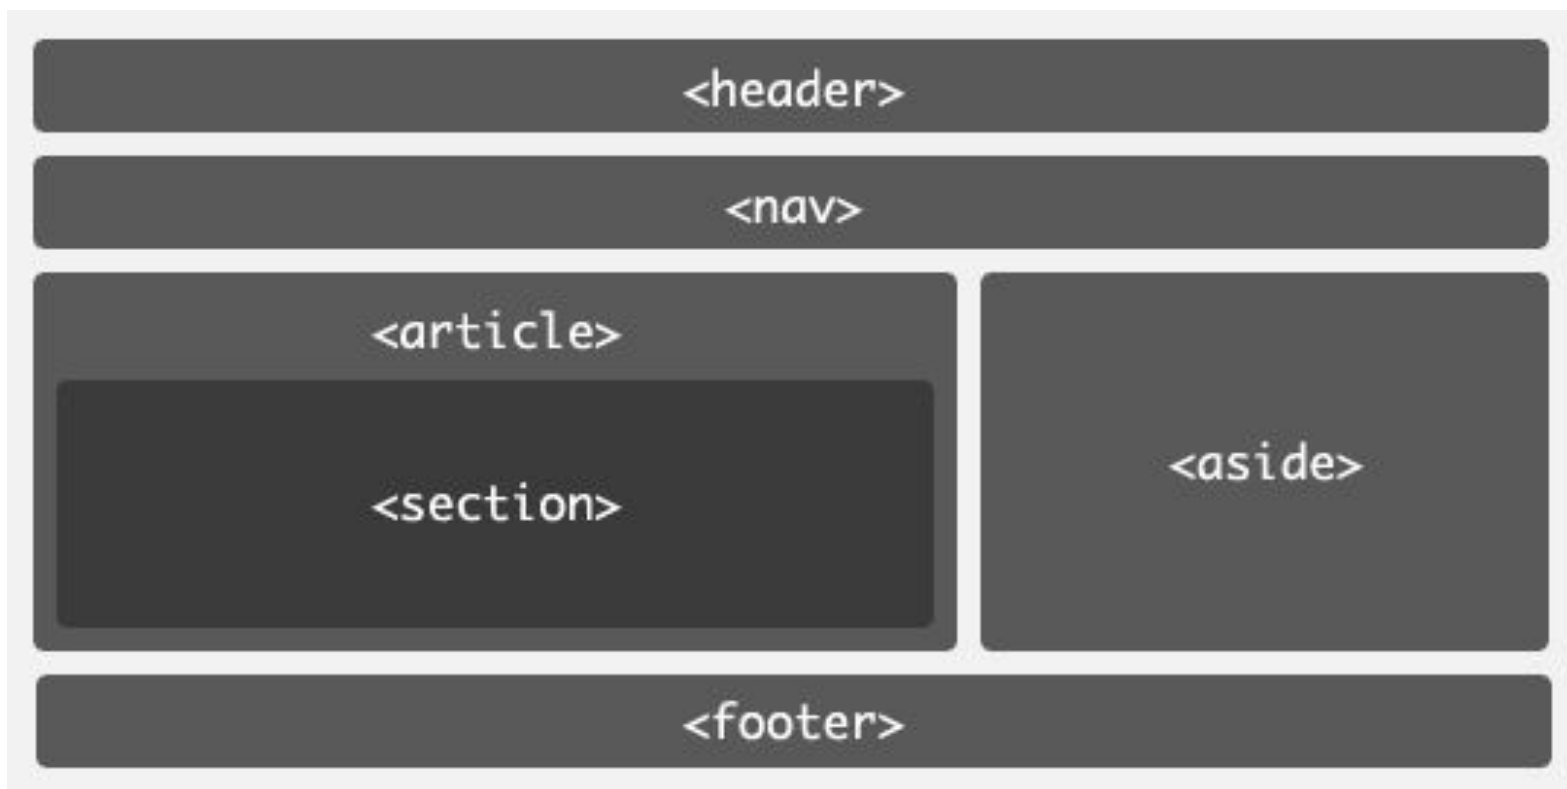 <header>
<nav>
<article>
<section>
<aside>
<footer>